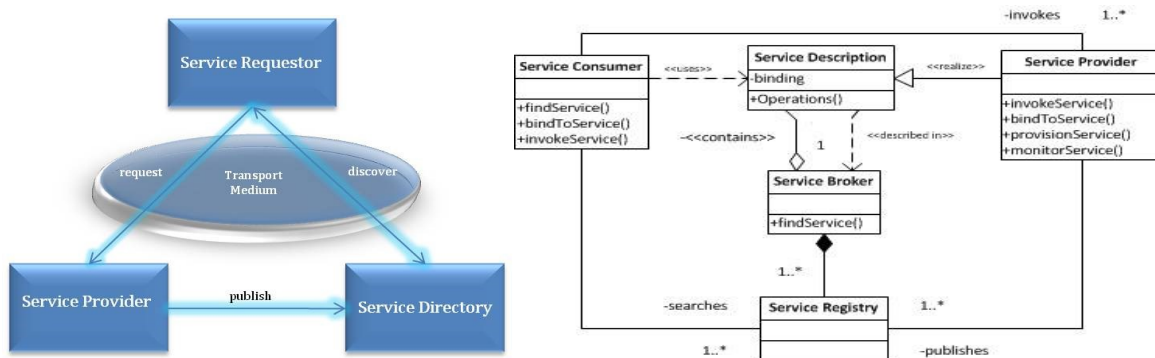 Service Requestor
request
Transport
Medium
discover
Service Provider
publish
Service Directory
-invokes
1..*
Service Consumer
+findService()
+bindToService()
+invokeService()
<<uses>>
Service Description
-binding
+Operations()
<<realize>>
Service Provider
+invokeService()
+bindToService()
+provisionService()
+monitorService()
-<<contains>>
1
<<described in>>
Service Broker
+findService()
1..*
-searches
1..*
Service Registry
1..*
-publishes